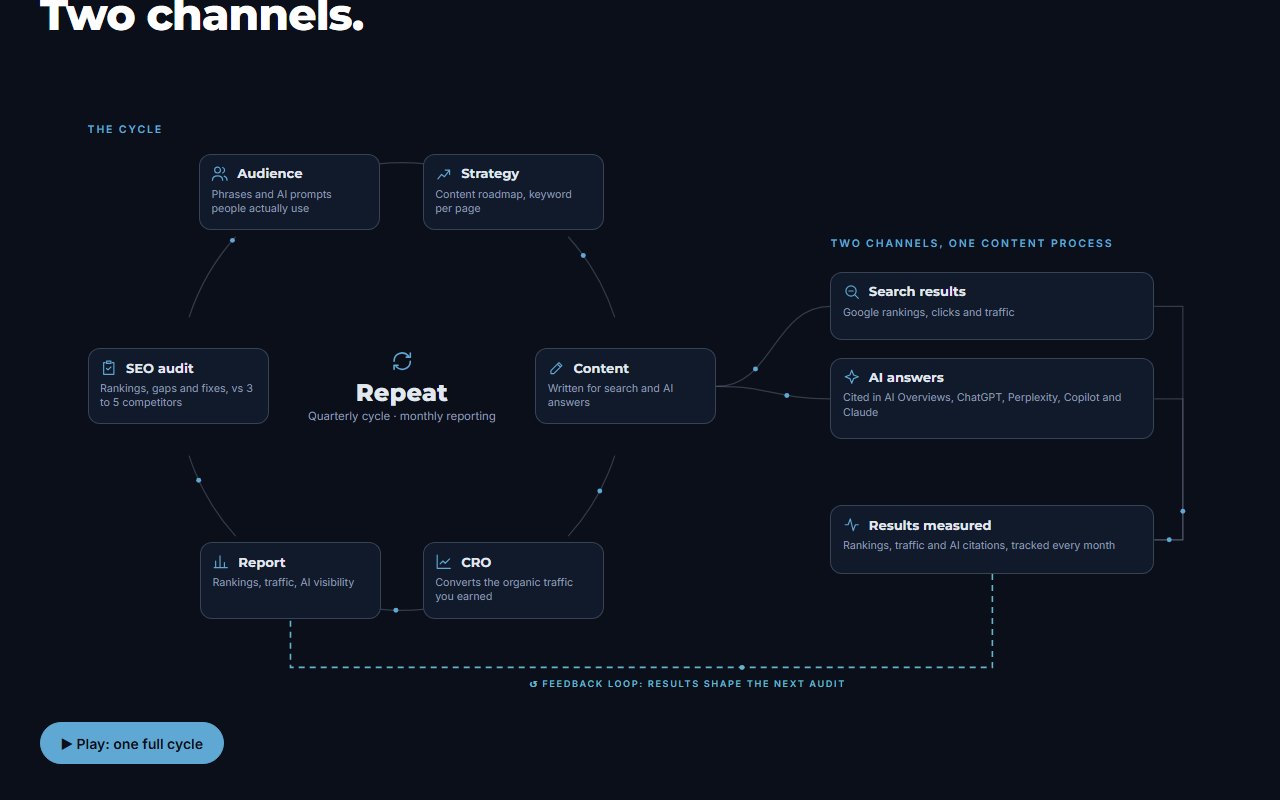 Two channels.
THE CYCLE
Audience
Phrases and AI prompts
people actually use
Strategy
Content roadmap, keyword
per page
SEO audit
Rankings, gaps and fixes, vs 3
to 5 competitors
Repeat
Quarterly cycle · monthly reporting
Content
Written for search and AI
answers
Report
Rankings, traffic, AI visibility
CRO
Converts the organic traffic
you earned
TWO CHANNELS, ONE CONTENT PROCESS
Search results
Google rankings, clicks and traffic
AI answers
Cited in AI Overviews, ChatGPT, Perplexity, Copilot and
Claude
Results measured
Rankings, traffic and AI citations, tracked every month
↺ FEEDBACK LOOP: RESULTS SHAPE THE NEXT AUDIT
▶ Play: one full cycle